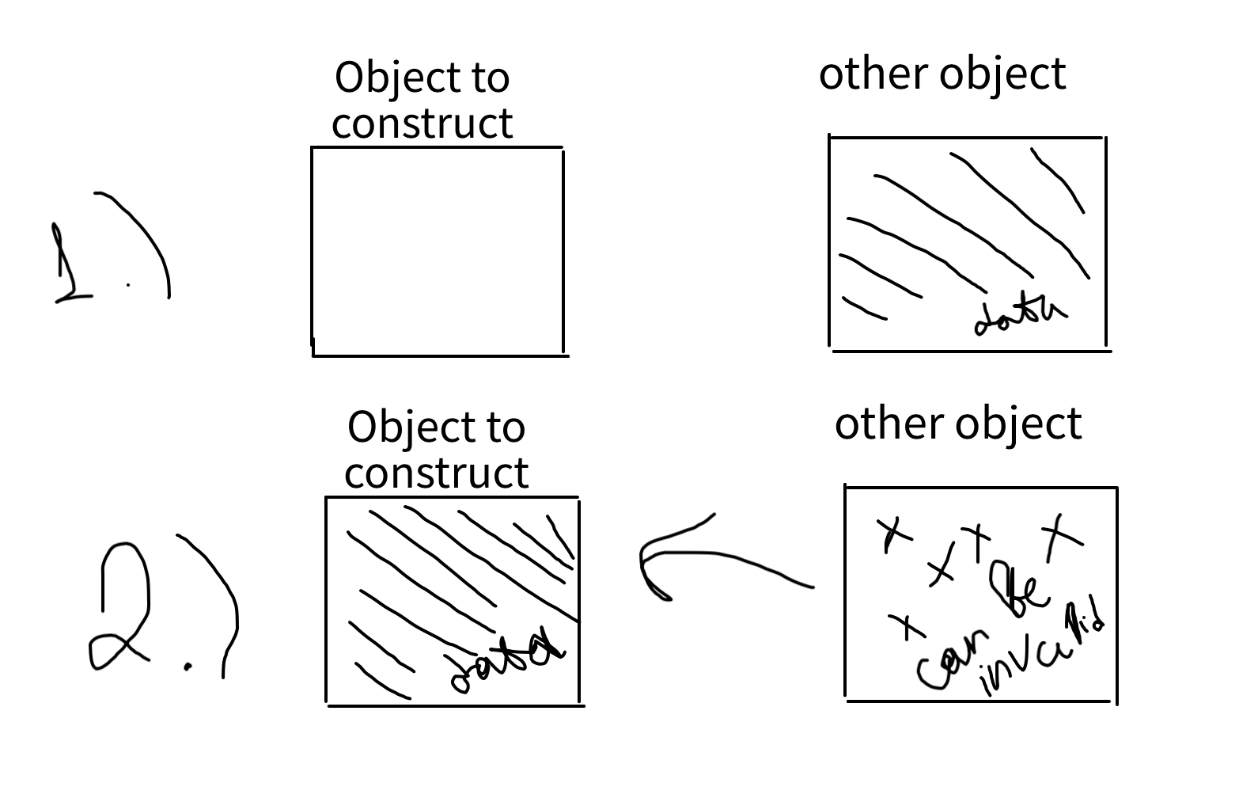 Object to
construct
other object
1.)
data
Object to
construct
other object
2.)
data
can be
invalid